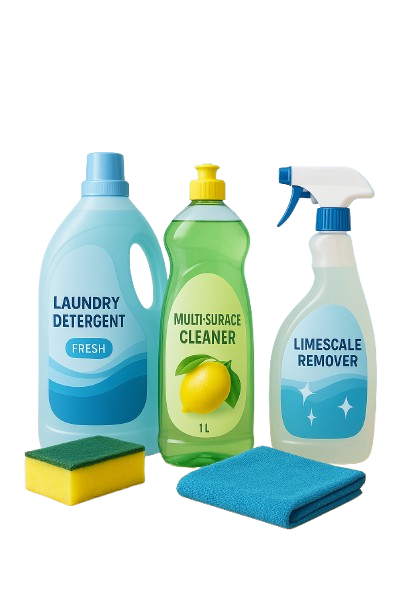 LAUNDRY
DETERGENT
FRESH
MULTI-SURACE
CLEANER
1 L
LIMESCALE
REMOVER